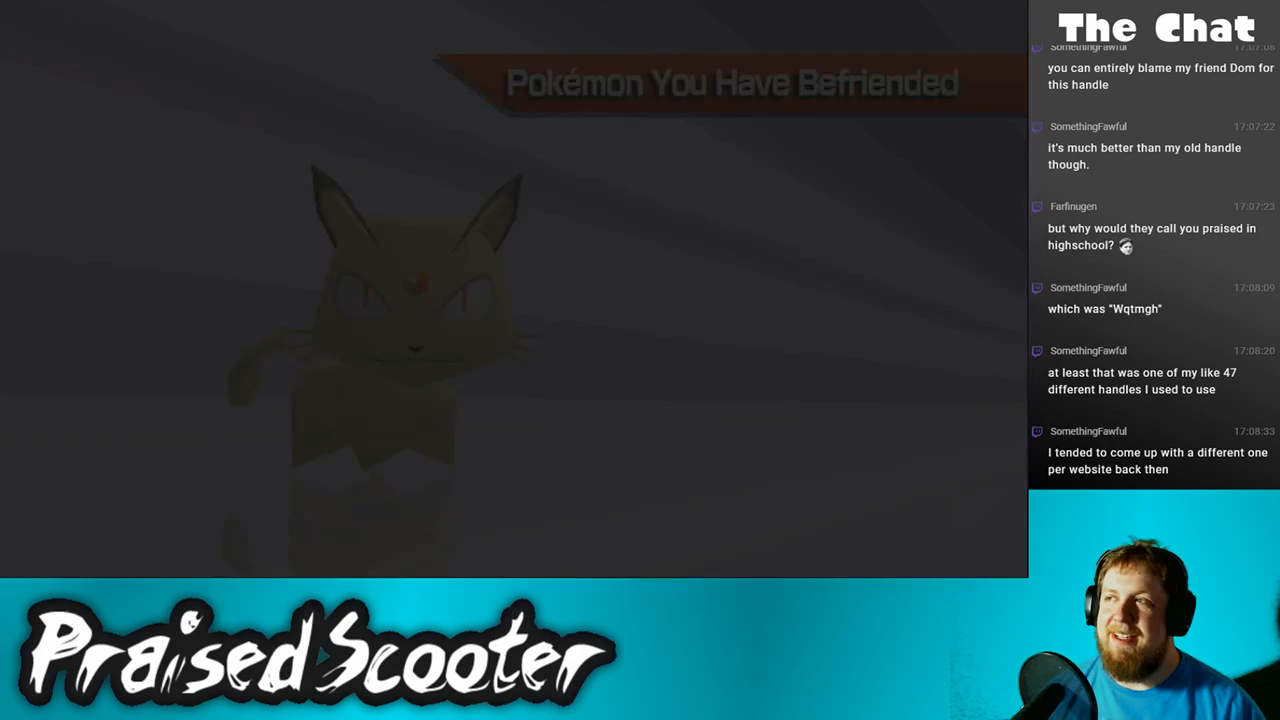 The Chat
Pokémon You Have Befriended
SomethingFawful 17:07:08
you can entirely blame my friend Dom for
this handle
SomethingFawful 17:07:22
it's much better than my old handle
though.
Farfinugen 17:07:23
but why would they call you praised in
highschool?
SomethingFawful 17:08:09
which was "Wqtmgh"
SomethingFawful 17:08:20
at least that was one of my like 47
different handles I used to use
SomethingFawful 17:08:33
I tended to come up with a different one
per website back then
PraisedScooter